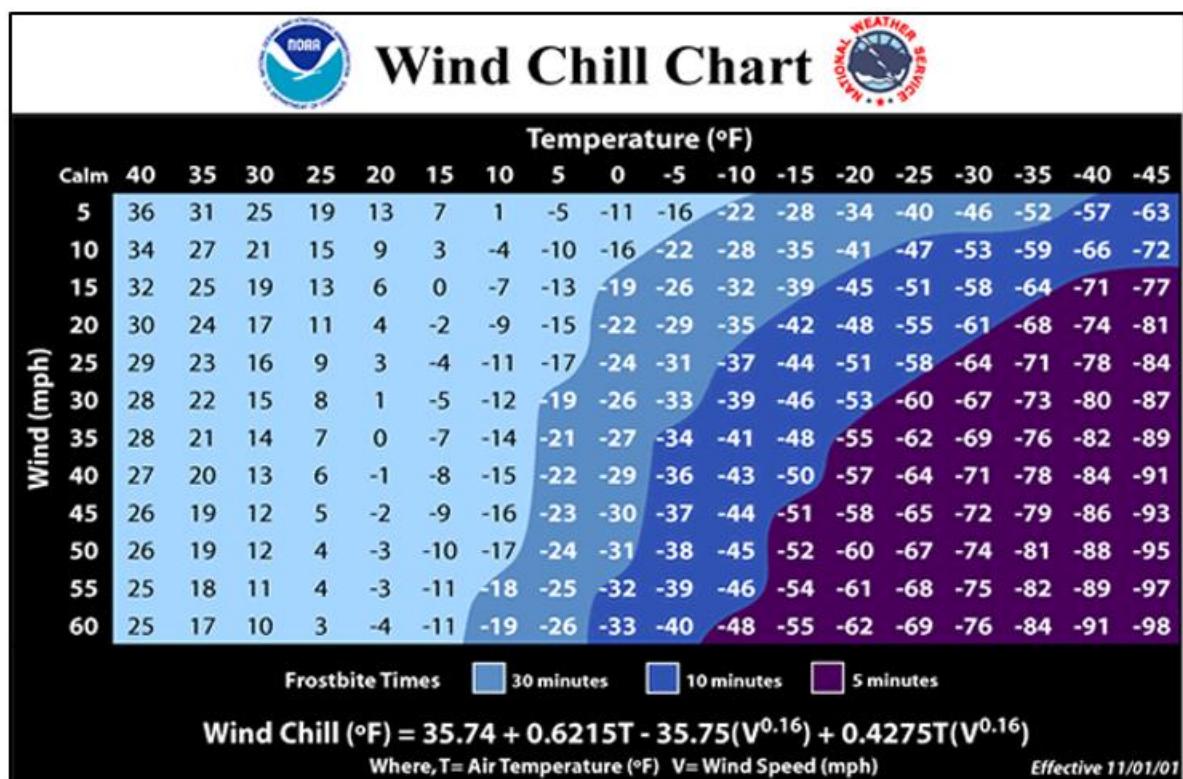 NOAA
NATIONAL WEATHER SERVICE
Wind Chill Chart
Temperature (ºF)
Calm 40 35 30 25 20 15 10 5 0 -5 -10 -15 -20 -25 -30 -35 -40 -45
Wind (mph)
5 36 31 25 19 13 7 1 -5 -11 -16 -22 -28 -34 -40 -46 -52 -57 -63
10 34 27 21 15 9 3 -4 -10 -16 -22 -28 -35 -41 -47 -53 -59 -66 -72
15 32 25 19 13 6 0 -7 -13 -19 -26 -32 -39 -45 -51 -58 -64 -71 -77
20 30 24 17 11 4 -2 -9 -15 -22 -29 -35 -42 -48 -55 -61 -68 -74 -81
25 29 23 16 9 3 -4 -11 -17 -24 -31 -37 -44 -51 -58 -64 -71 -78 -84
30 28 22 15 8 1 -5 -12 -19 -26 -33 -39 -46 -53 -60 -67 -73 -80 -87
35 28 21 14 7 0 -7 -14 -21 -27 -34 -41 -48 -55 -62 -69 -76 -82 -89
40 27 20 13 6 -1 -8 -15 -22 -29 -36 -43 -50 -57 -64 -71 -78 -84 -91
45 26 19 12 5 -2 -9 -16 -23 -30 -37 -44 -51 -58 -65 -72 -79 -86 -93
50 26 19 12 4 -3 -10 -17 -24 -31 -38 -45 -52 -60 -67 -74 -81 -88 -95
55 25 18 11 4 -3 -11 -18 -25 -32 -39 -46 -54 -61 -68 -75 -82 -89 -97
60 25 17 10 3 -4 -11 -19 -26 -33 -40 -48 -55 -62 -69 -76 -84 -91 -98
Frostbite Times 30 minutes 10 minutes 5 minutes
Wind Chill (ºF) = 35.74 + 0.6215T - 35.75(V^0.16) + 0.4275T(V^0.16)
Where, T= Air Temperature (ºF) V= Wind Speed (mph) Effective 11/01/01